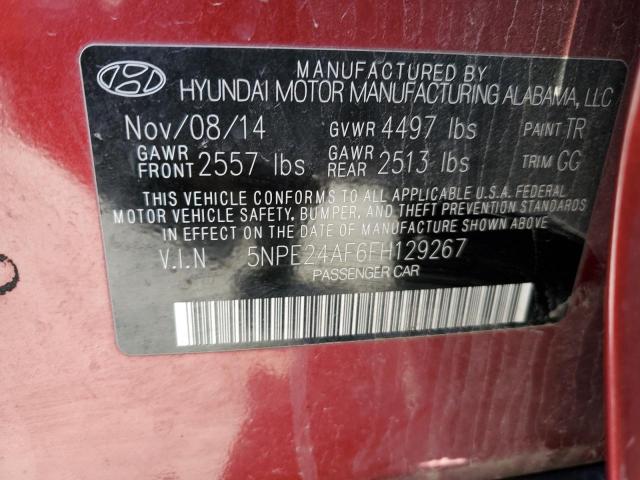 MANUFACTURED BY
HYUNDAI MOTOR MANUFACTURING ALABAMA, LLC
Nov/08/14 GVWR 4497 lbs PAINT TR
GAWR FRONT 2557 lbs GAWR REAR 2513 lbs TRIM GG
THIS VEHICLE CONFORMS TO ALL APPLICABLE U.S.A. FEDERAL
MOTOR VEHICLE SAFETY, BUMPER, AND THEFT PREVENTION STANDARDS
IN EFFECT ON THE DATE OF MANUFACTURE SHOWN ABOVE.
V.I.N 5NPE24AF6FH129267
PASSENGER CAR